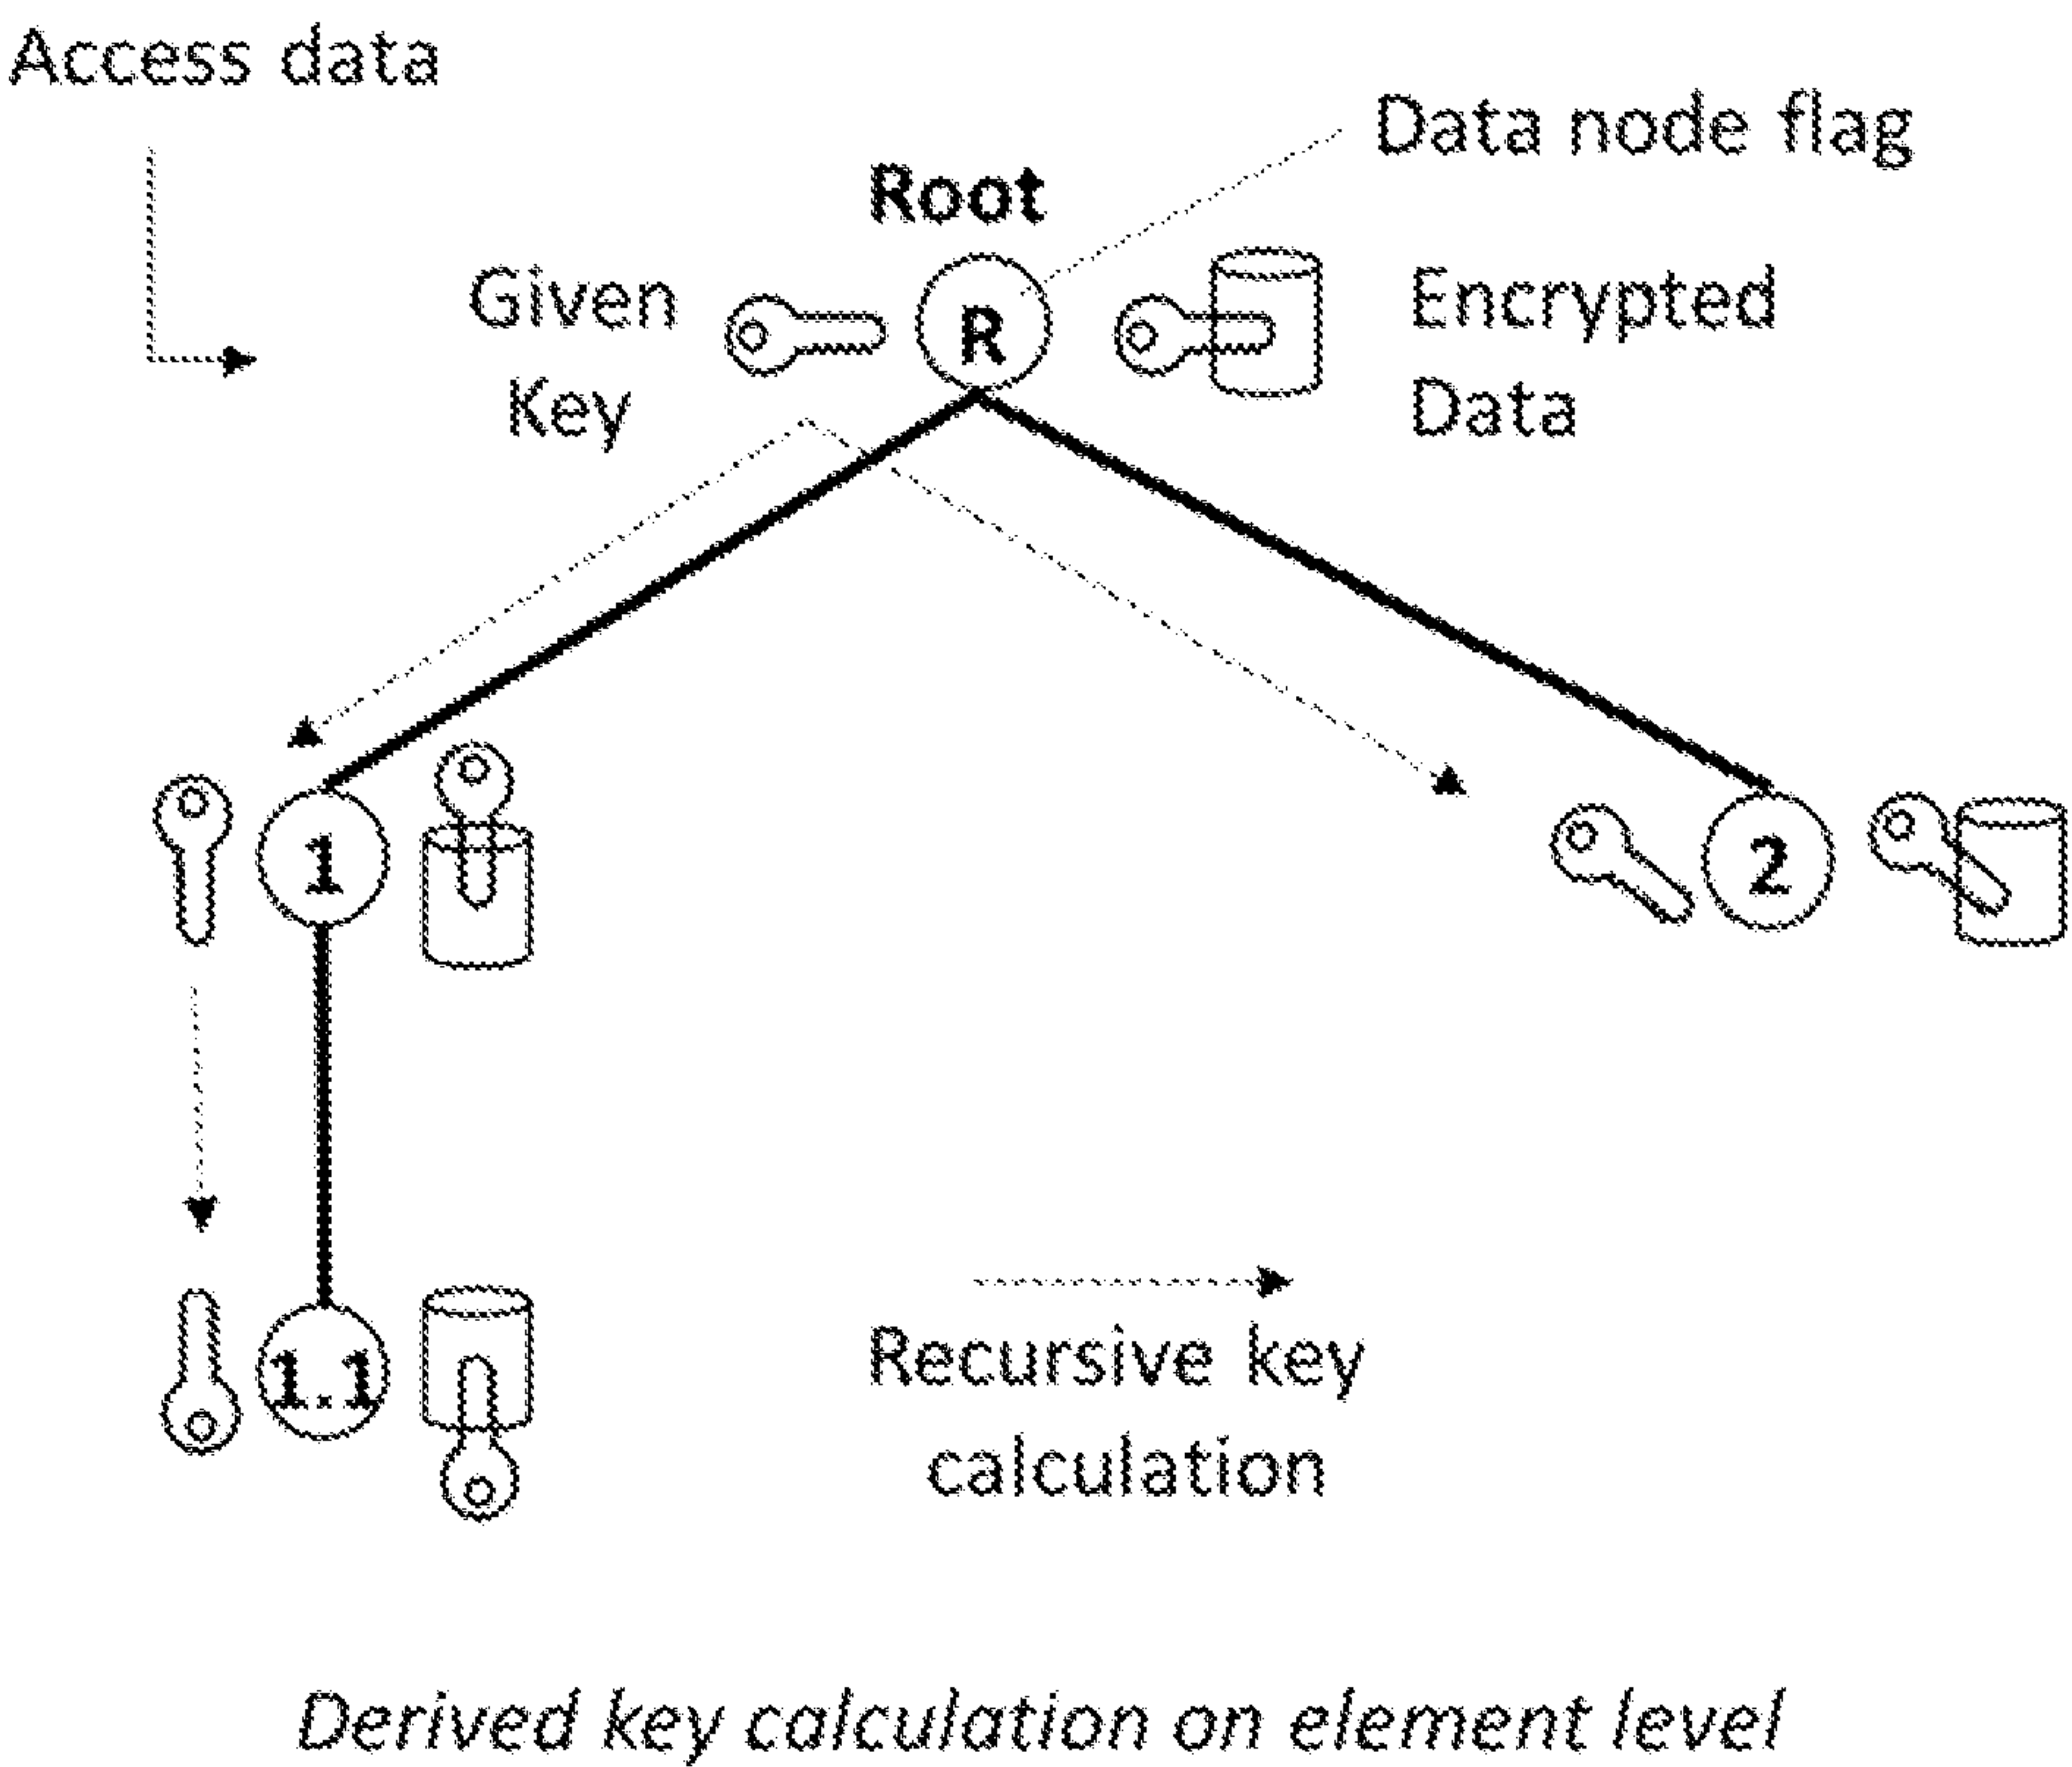 Access data
Data node flag
Root
Given
Key
R
Encrypted
Data
1
2
1.1
Recursive key
calculation
Derived key calculation on element level